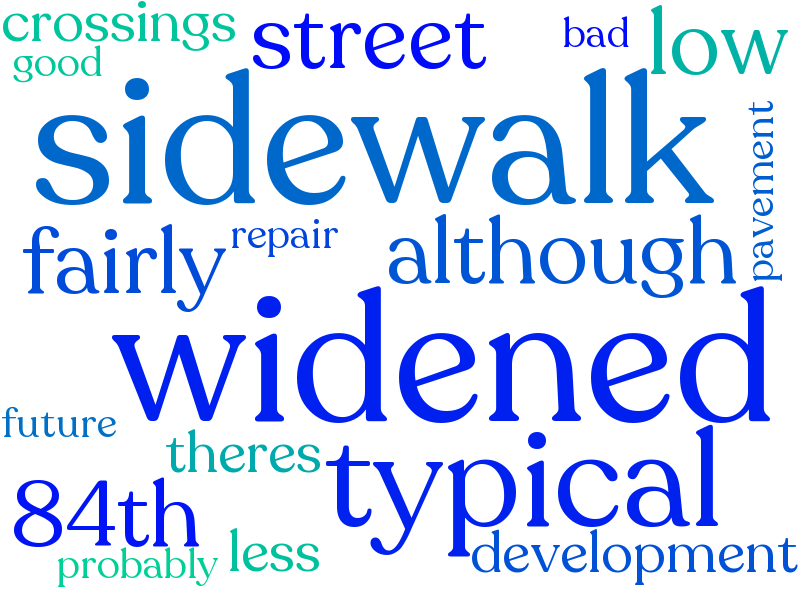 crossings
street
bad
low
good
sidewalk
pavement
fairly
repair
although
widened
future
theres
typical
84th
probably
less
development